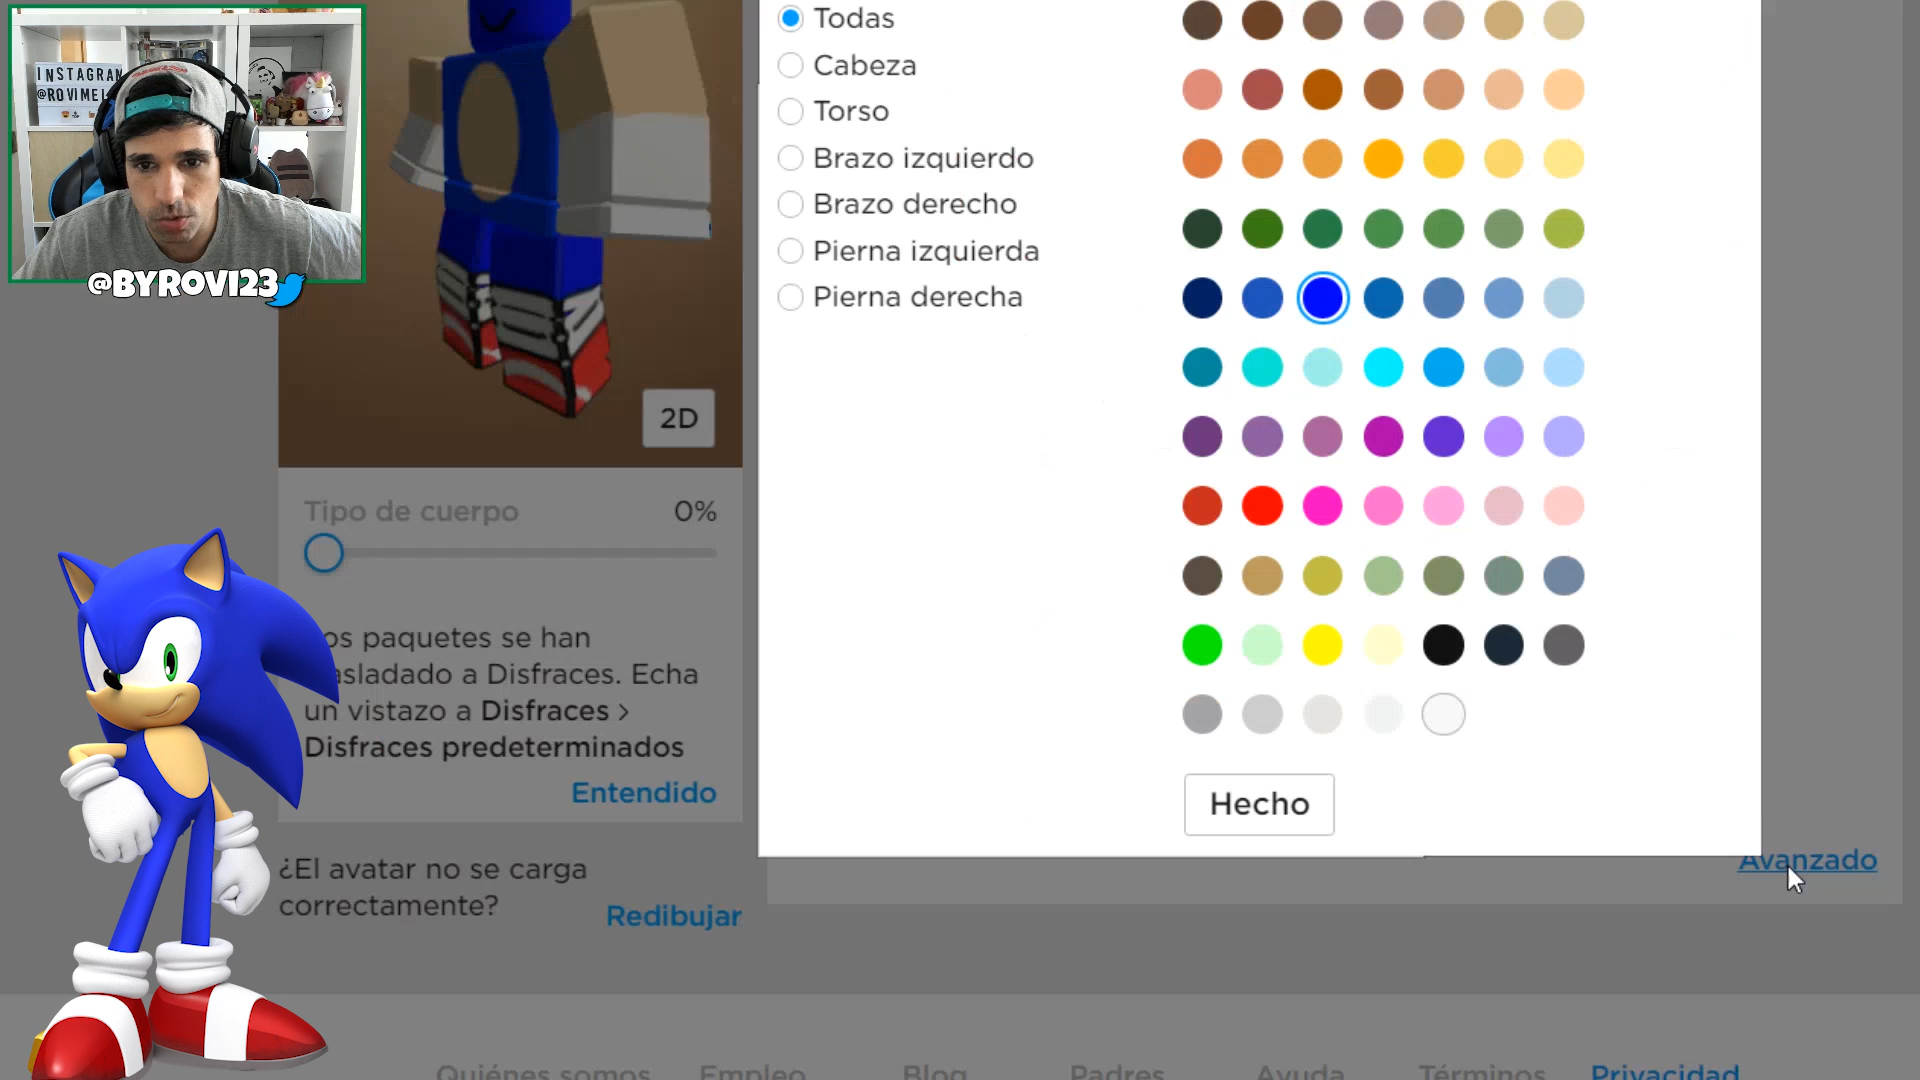 INSTAGRAM
@ROVIME
@BYROVI23
Todas
Cabeza
Torso
Brazo izquierdo
Brazo derecho
Pierna izquierda
Pierna derecha
2D
Tipo de cuerpo 0%
os paquetes se han
asladado a Disfraces. Echa
un vistazo a Disfraces >
Disfraces predeterminados
Entendido
¿El avatar no se carga
correctamente?
Redibujar
Hecho
Avanzado
Quiénes somos Empleo Blog Padres Ayuda Términos Privacidad